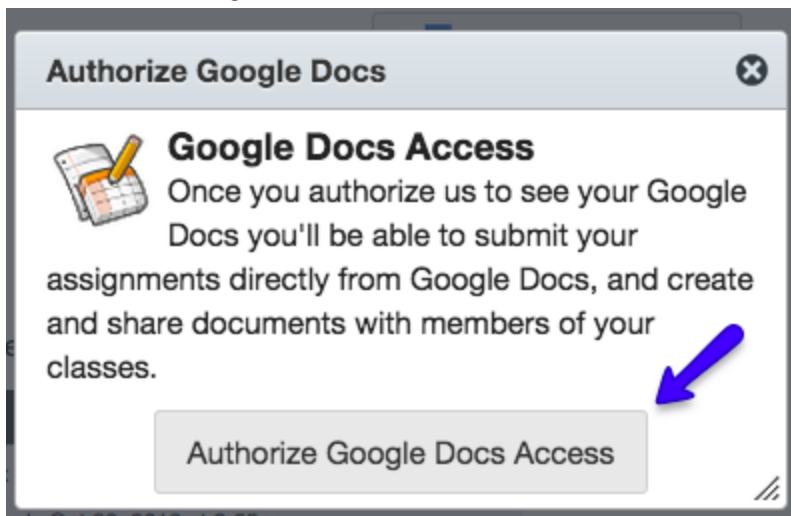 Authorize Google Docs
Google Docs Access
Once you authorize us to see your Google
Docs you'll be able to submit your
assignments directly from Google Docs, and create
and share documents with members of your
classes.
Authorize Google Docs Access